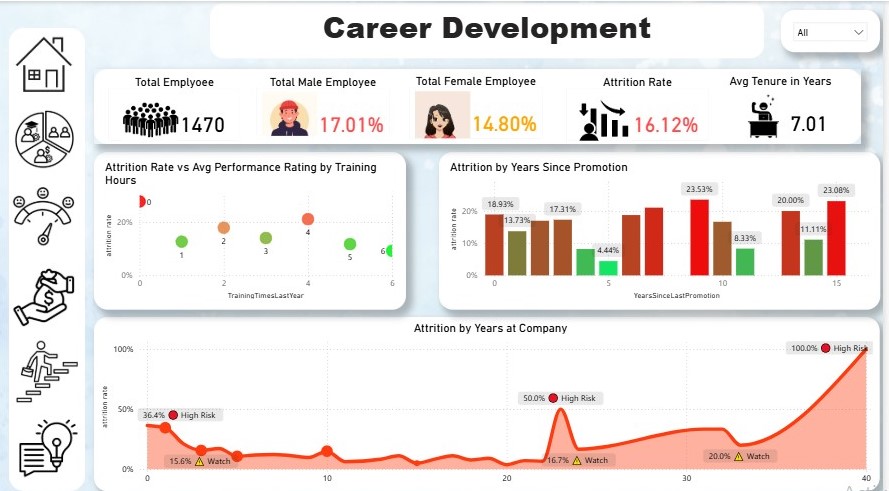 Career Development
All
Total Emplyoee
1470
Total Male Employee
17.01%
Total Female Employee
14.80%
Attrition Rate
16.12%
Avg Tenure in Years
7.01
Attrition Rate vs Avg Performance Rating by Training
Hours
attrition rate
20%
0%
0
1
2
3
4
5
6
0
2
4
6
TrainingTimesLastYear
Attrition by Years Since Promotion
attrition rate
20%
10%
0%
18.93%
13.73%
17.31%
4.44%
23.53%
8.33%
20.00%
11.11%
23.08%
0
5
10
15
YearsSinceLastPromotion
Attrition by Years at Company
attrition rate
100%
50%
0%
36.4% High Risk
15.6% Watch
50.0% High Risk
16.7% Watch
20.0% Watch
100.0% High Risk
0
10
20
30
40